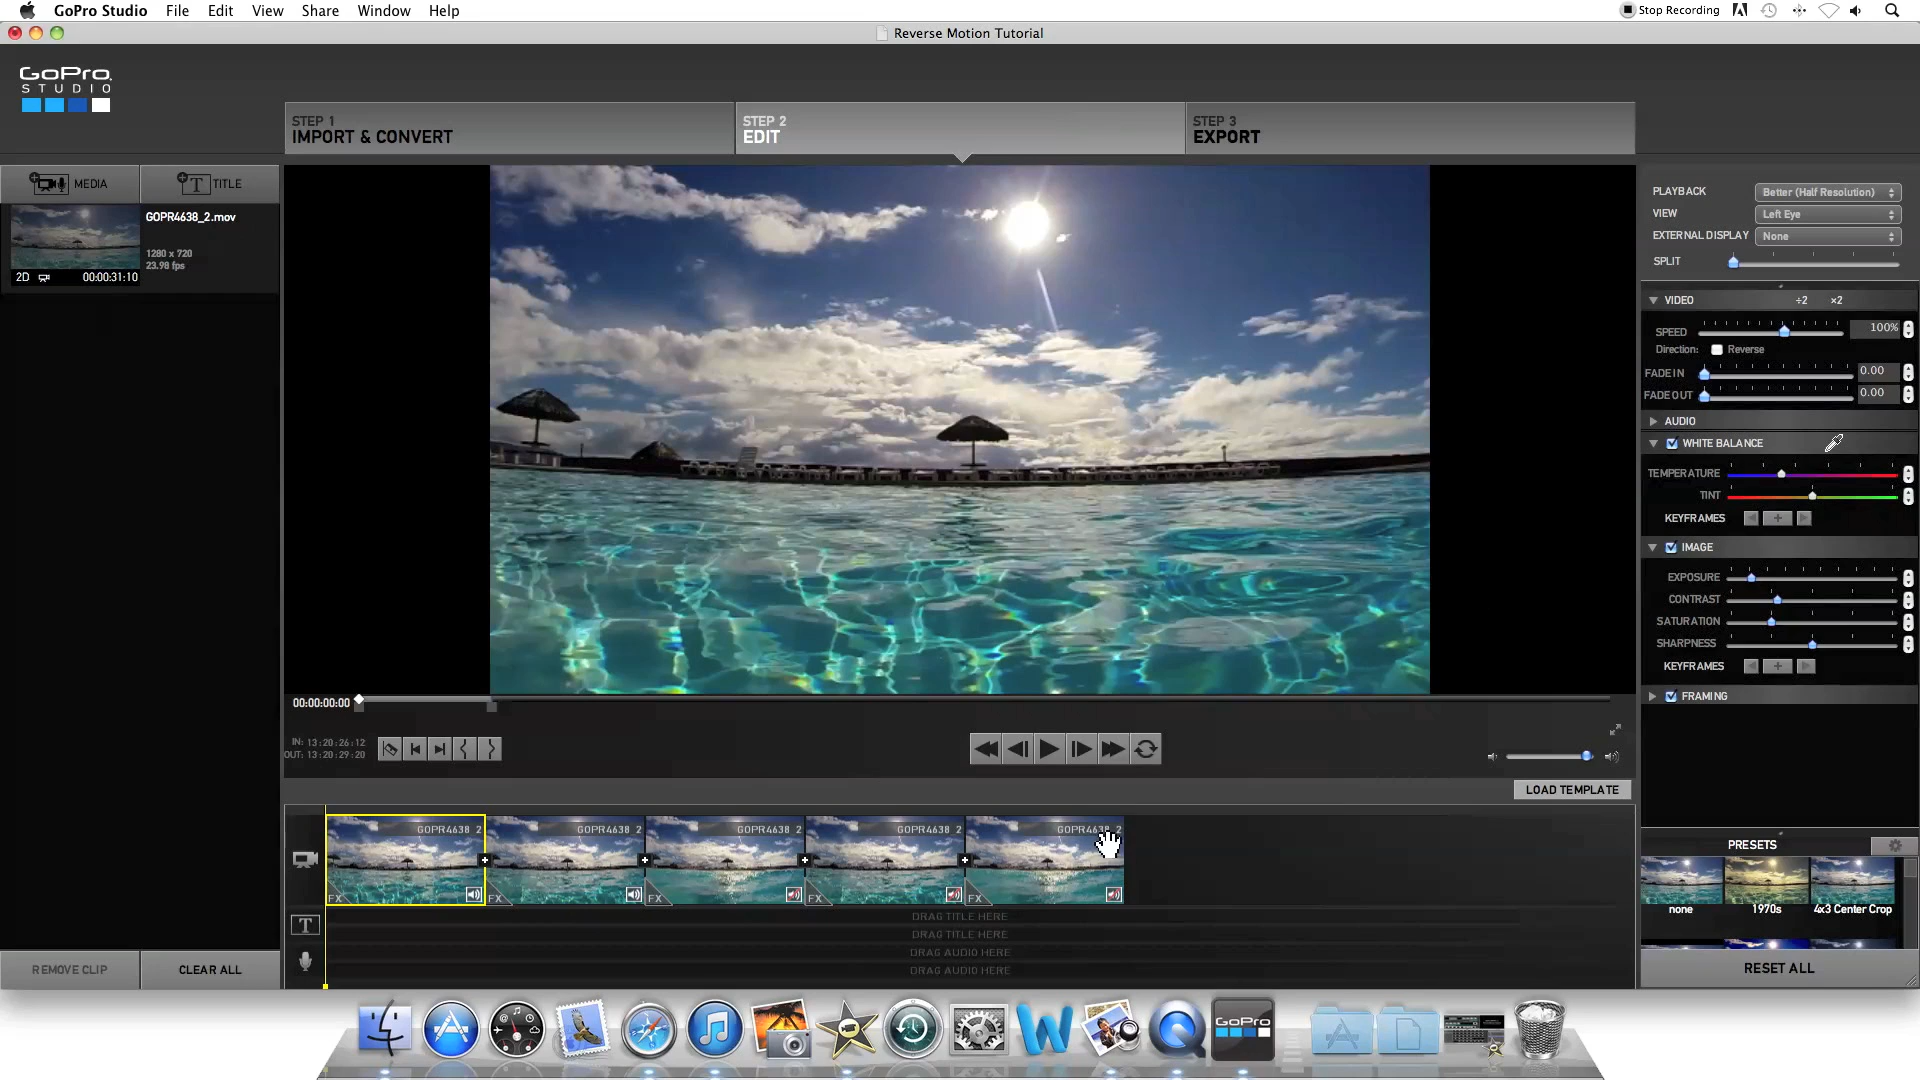 GoPro Studio File Edit View Share Window Help Stop Recording
Reverse Motion Tutorial
GoPro
STUDIO
STEP 1
IMPORT & CONVERT
STEP 2
EDIT
STEP 3
EXPORT
MEDIA
TITLE
GOPR4638_2.mov
1280 x 720
23.98 fps
2D 00:00:31:10
PLAYBACK Better (Half Resolution)
VIEW Left Eye
EXTERNAL DISPLAY None
SPLIT
VIDEO ÷2 ×2
SPEED 100%
Direction: Reverse
FADE IN 0.00
FADE OUT 0.00
AUDIO
WHITE BALANCE
TEMPERATURE
TINT
KEYFRAMES
IMAGE
EXPOSURE
CONTRAST
SATURATION
SHARPNESS
KEYFRAMES
FRAMING
00:00:00:00
IN: 13:20:26:12
OUT: 13:20:29:20
LOAD TEMPLATE
GOPR4638_2 GOPR4638_2 GOPR4638_2 GOPR4638_2 GOPR4638_2
FX FX FX FX FX
T
DRAG TITLE HERE
DRAG TITLE HERE
DRAG AUDIO HERE
DRAG AUDIO HERE
PRESETS
none 1970s 4x3 Center Crop
REMOVE CLIP CLEAR ALL
RESET ALL
GoPro